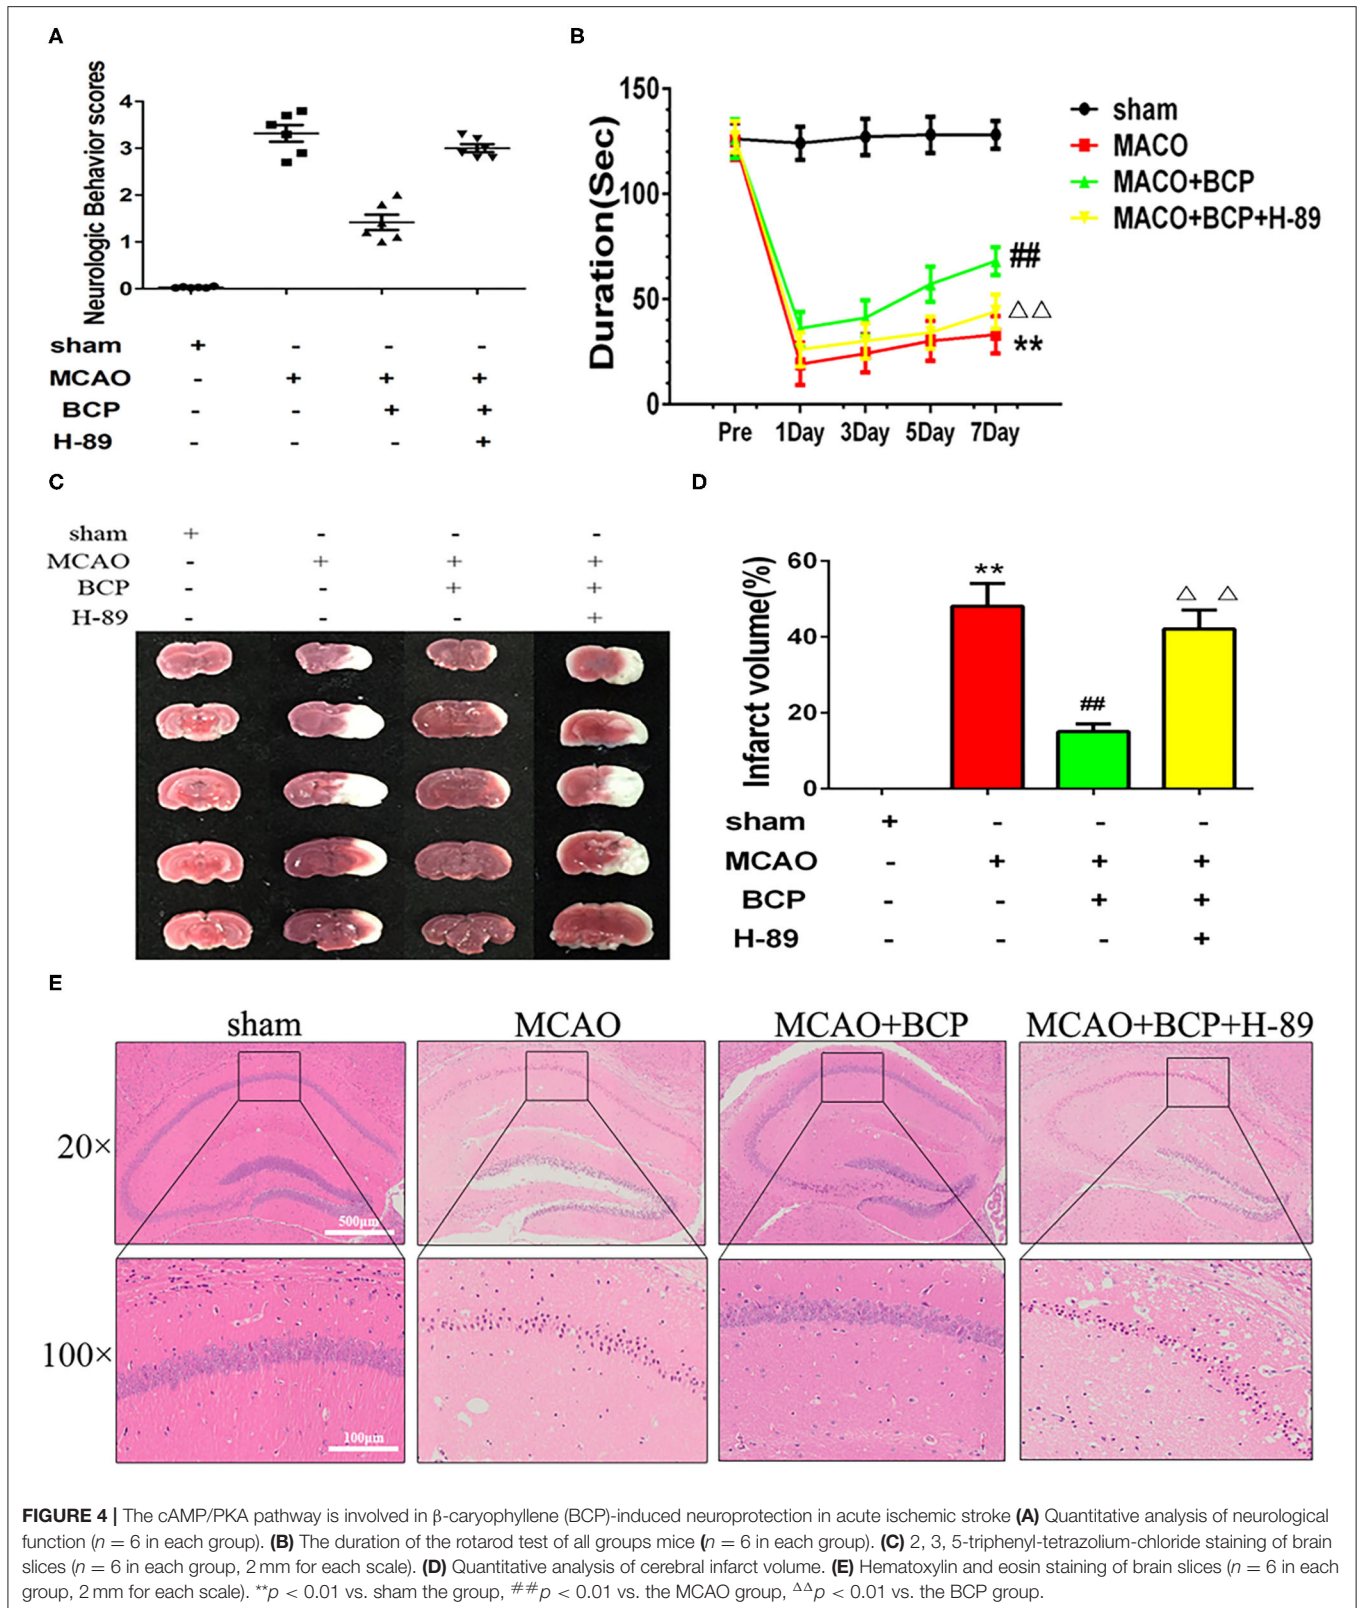 A
Neurologic Behavior scores
4
3
2
1
0
sham + - - -
MCAO - + + +
BCP - - + +
H-89 - - - +
B
Duration(Sec)
150
100
50
0
Pre 1Day 3Day 5Day 7Day
sham
MACO
MACO+BCP
MACO+BCP+H-89
##
△△
**
C
sham + - - -
MCAO - + + +
BCP - - + +
H-89 - - - +
D
Infarct volume(%)
60
40
20
0
**
##
△ △
sham + - - -
MCAO - + + +
BCP - - + +
H-89 - - - +
E
sham MCAO MCAO+BCP MCAO+BCP+H-89
20×
500μm
100×
100μm
FIGURE 4 | The cAMP/PKA pathway is involved in β-caryophyllene (BCP)-induced neuroprotection in acute ischemic stroke (A) Quantitative analysis of neurological
function (n = 6 in each group). (B) The duration of the rotarod test of all groups mice (n = 6 in each group). (C) 2, 3, 5-triphenyl-tetrazolium-chloride staining of brain
slices (n = 6 in each group, 2 mm for each scale). (D) Quantitative analysis of cerebral infarct volume. (E) Hematoxylin and eosin staining of brain slices (n = 6 in each
group, 2 mm for each scale). **p < 0.01 vs. sham the group, ##p < 0.01 vs. the MCAO group, △△p < 0.01 vs. the BCP group.